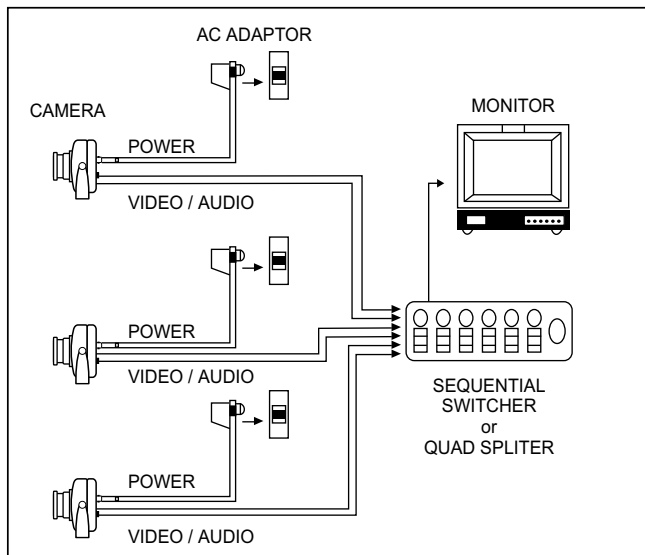 AC ADAPTOR
CAMERA
MONITOR
POWER
VIDEO / AUDIO
POWER
VIDEO / AUDIO
SEQUENTIAL
SWITCHER
or
QUAD SPLITER
POWER
VIDEO / AUDIO